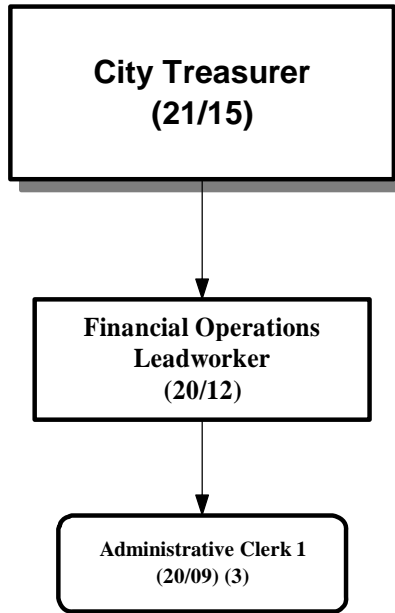 City Treasurer
(21/15)
Financial Operations
Leadworker
(20/12)
Administrative Clerk 1
(20/09) (3)